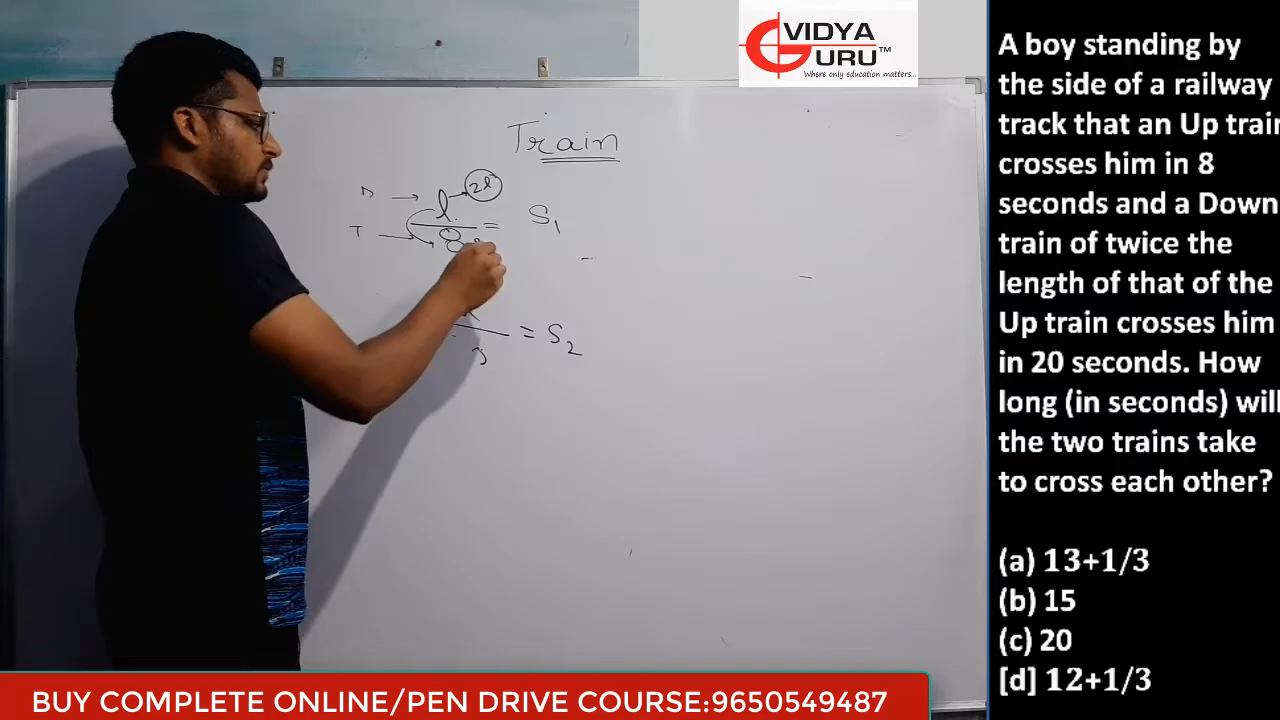 VIDYA
GURU™
Where only education matters...
Train
l → 2l
8 = S₁
= S₂
A boy standing by
the side of a railway
track that an Up train
crosses him in 8
seconds and a Down
train of twice the
length of that of the
Up train crosses him
in 20 seconds. How
long (in seconds) will
the two trains take
to cross each other?
(a) 13+1/3
(b) 15
(c) 20
[d] 12+1/3
BUY COMPLETE ONLINE/PEN DRIVE COURSE:9650549487